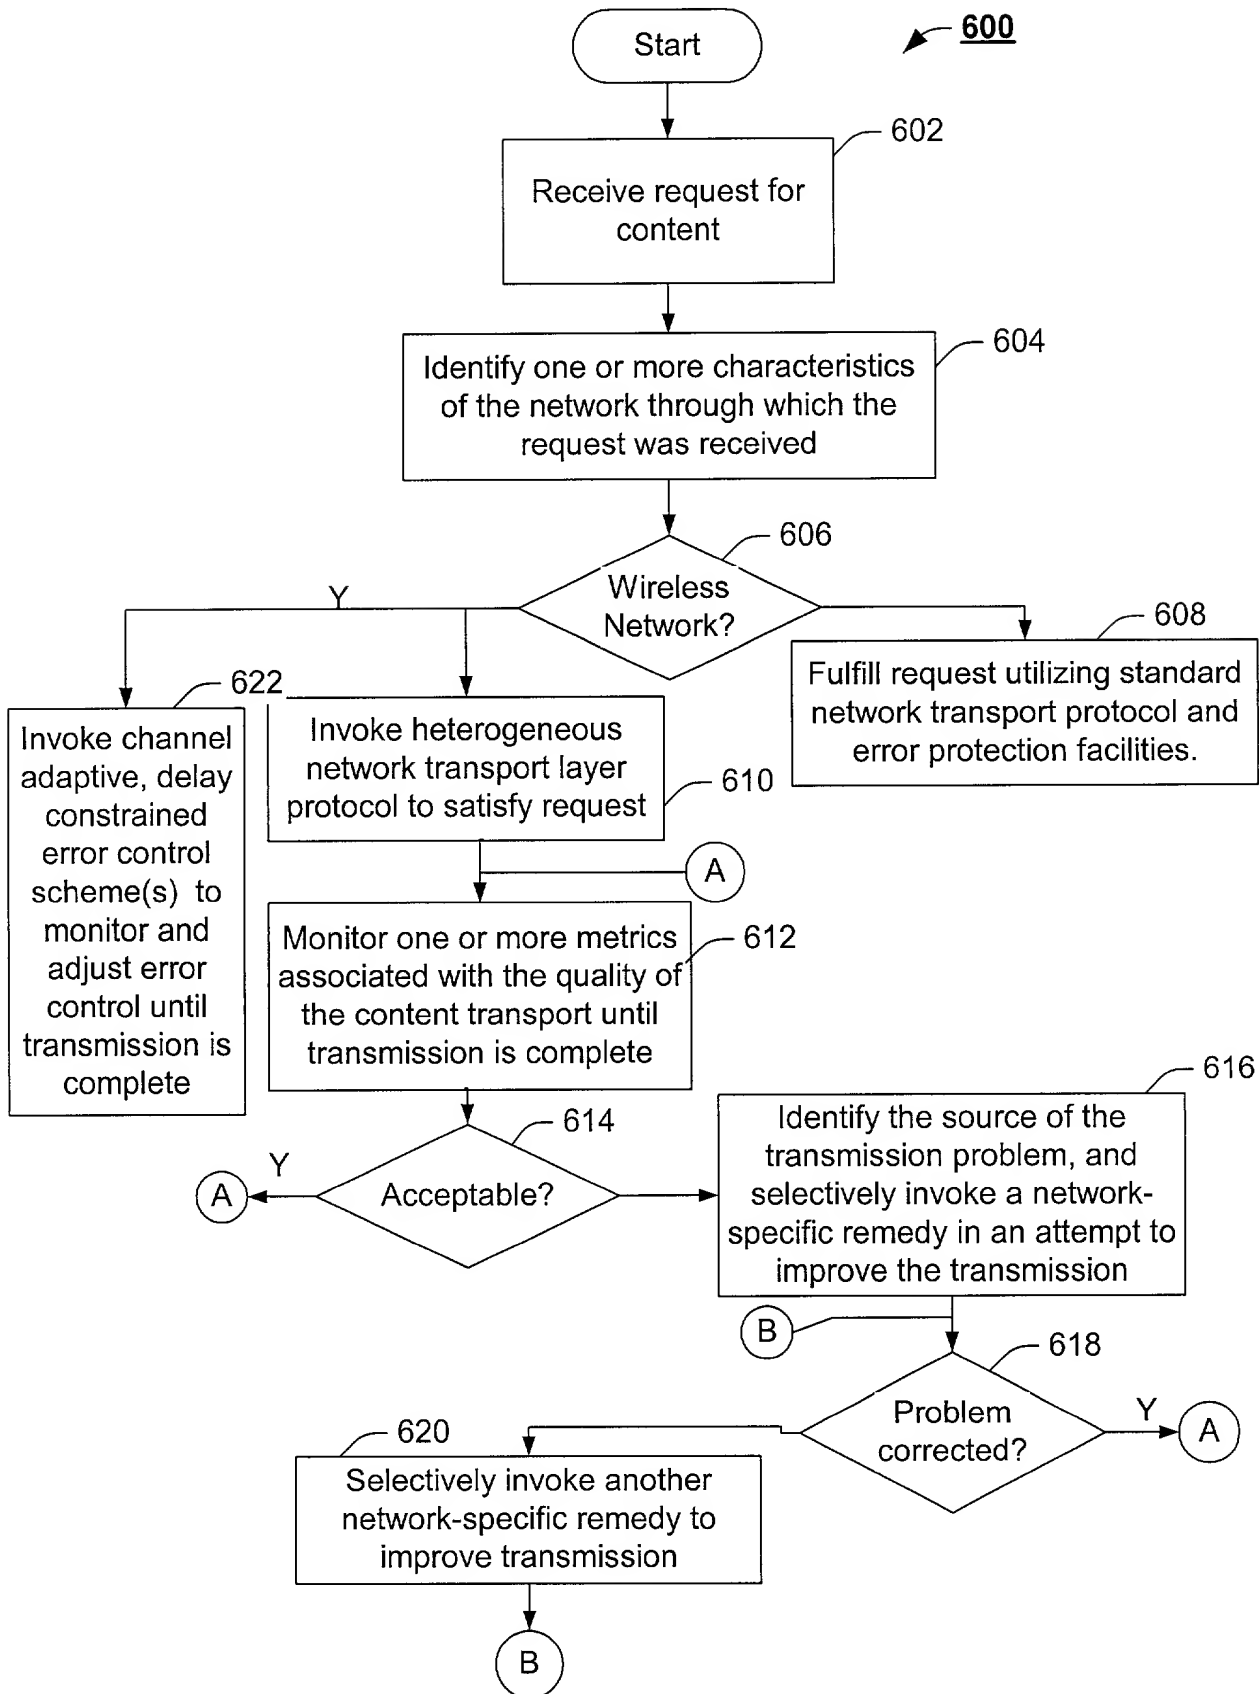 600
Start
602
Receive request for
content
604
Identify one or more characteristics
of the network through which the
request was received
606
Wireless
Network?
Y
608
Fulfill request utilizing standard
network transport protocol and
error protection facilities.
622
Invoke channel
adaptive, delay
constrained
error control
scheme(s) to
monitor and
adjust error
control until
transmission is
complete
Invoke heterogeneous
network transport layer
protocol to satisfy request
610
A
612
Monitor one or more metrics
associated with the quality of
the content transport until
transmission is complete
614
Acceptable?
Y
A
616
Identify the source of the
transmission problem, and
selectively invoke a network-
specific remedy in an attempt to
improve the transmission
B
618
Problem
corrected?
Y
A
620
Selectively invoke another
network-specific remedy to
improve transmission
B